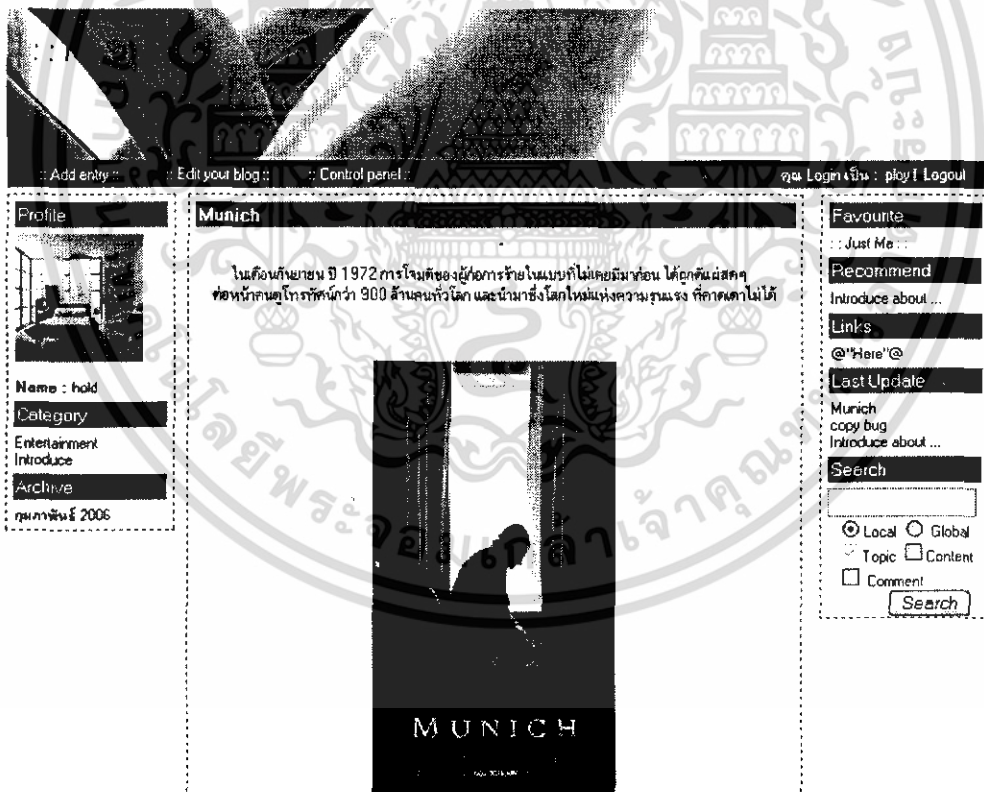 :: Add entry ::
:: Edit your blog ::
:: Control panel ::
คุณ Login เป็น : ploy ! Logout
Profile
Name : hold
Category
Entertainment
Introduce
Archive
กุมภาพันธ์ 2006
Munich
ในเดือนกันยายน ปี 1972 การโจมตีของผู้ก่อการร้ายในแบบที่ไม่เคยมีมาก่อน ได้ถูกตีแผ่สดๆ
ต่อหน้าคนดูโทรทัศน์กว่า 900 ล้านคนทั่วโลก และนำมาซึ่งโลกใหม่แห่งความรุนแรง ที่คาดเดาไม่ได้
MUNICH
Favourite
: : Just Me : :
Recommend
Introduce about ...
Links
@"Here"@
Last Update
Munich
copy bug
Introduce about ...
Search
Local
Global
Topic
Content
Comment
Search